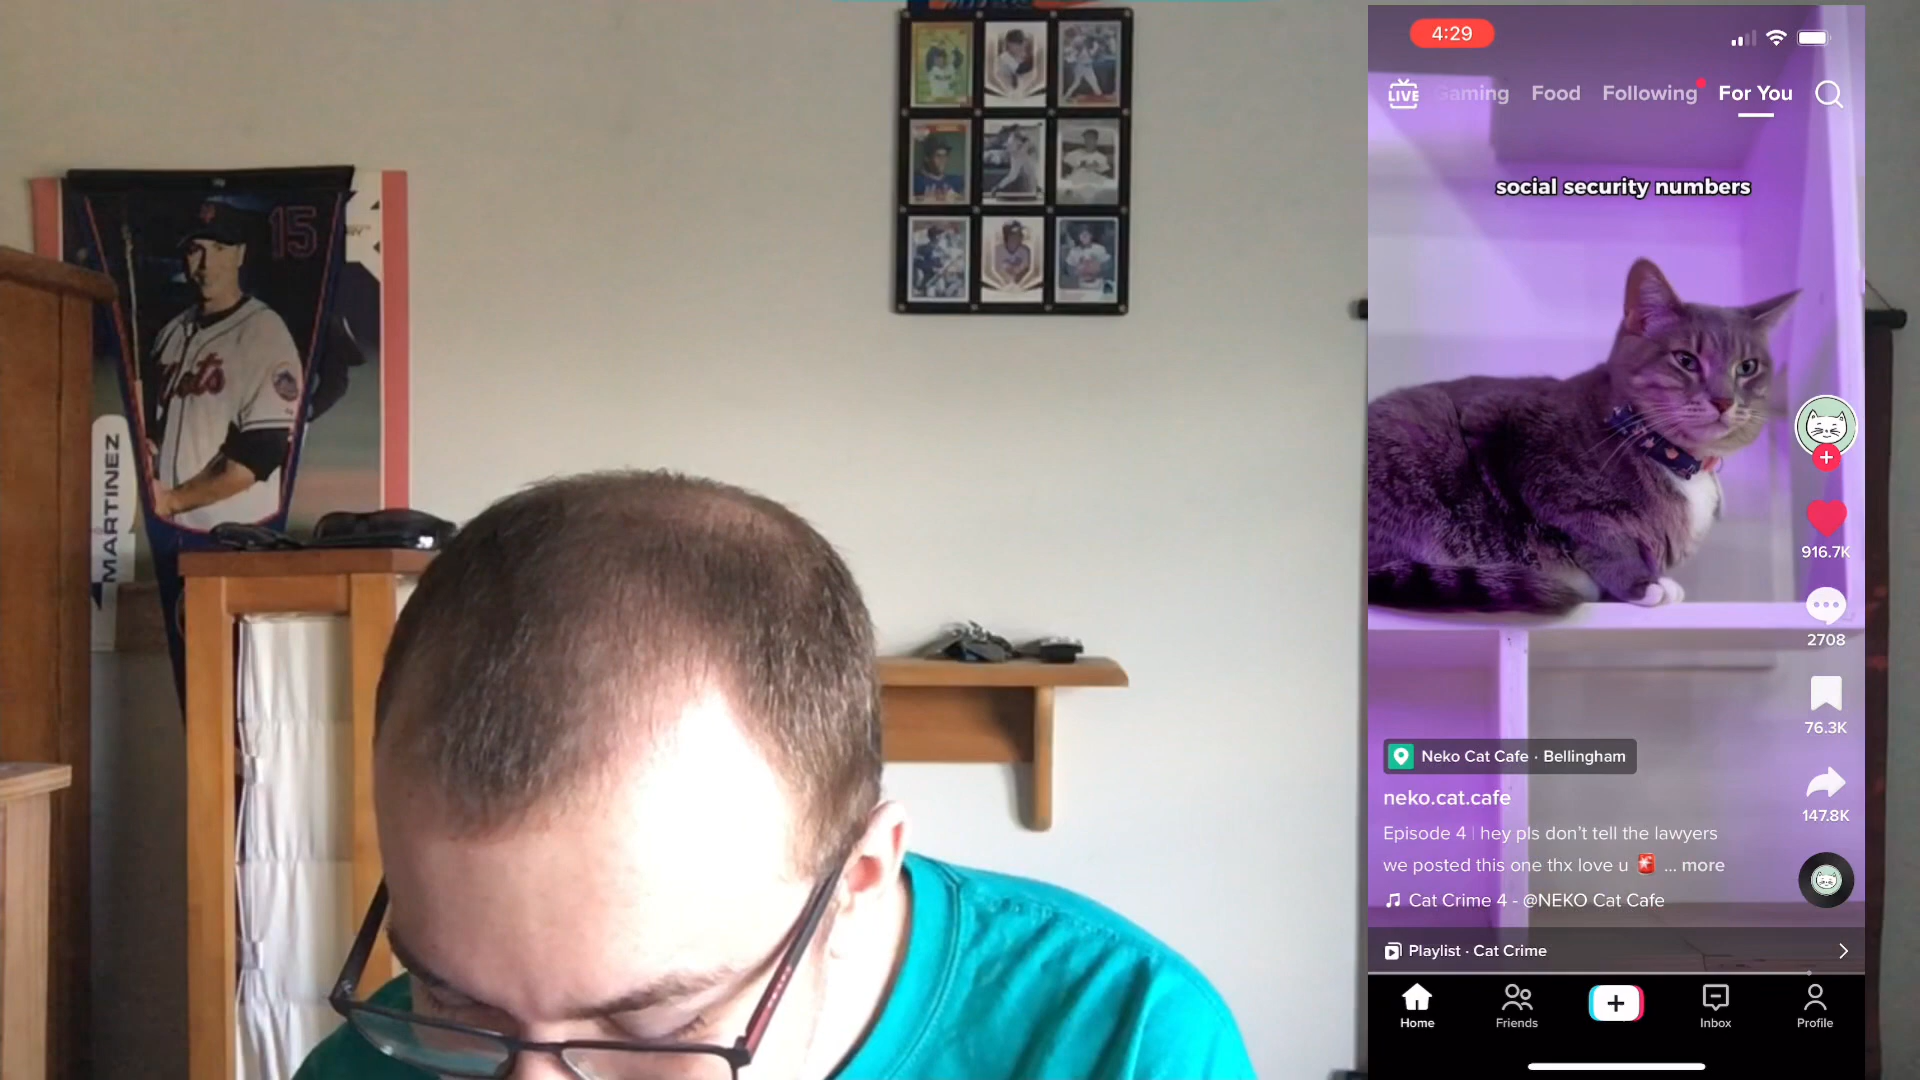 15
Mets
MARTINEZ
4:29
LIVE
Gaming
Food
Following
For You
social security numbers
916.7K
2708
76.3K
Neko Cat Cafe · Bellingham
neko.cat.cafe
147.8K
Episode 4 | hey pls don't tell the lawyers
we posted this one thx love u 🚨 ... more
Cat Crime 4 - @NEKO Cat Cafe
Playlist · Cat Crime
Home
Friends
Inbox
Profile